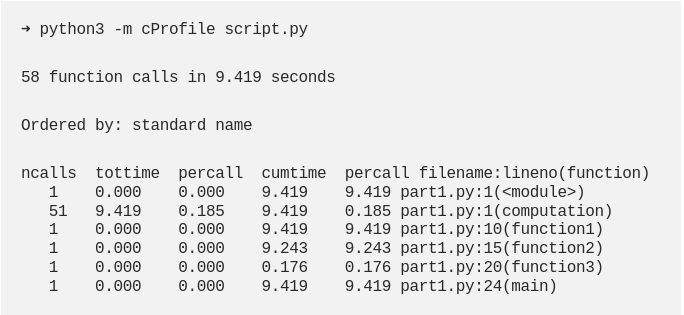 ➜ python3 -m cProfile script.py
58 function calls in 9.419 seconds
Ordered by: standard name
ncalls  tottime  percall  cumtime  percall filename:lineno(function)
   1    0.000    0.000    9.419    9.419 part1.py:1(<module>)
   51   9.419    0.185    9.419    0.185 part1.py:1(computation)
   1    0.000    0.000    9.419    9.419 part1.py:10(function1)
   1    0.000    0.000    9.243    9.243 part1.py:15(function2)
   1    0.000    0.000    0.176    0.176 part1.py:20(function3)
   1    0.000    0.000    9.419    9.419 part1.py:24(main)